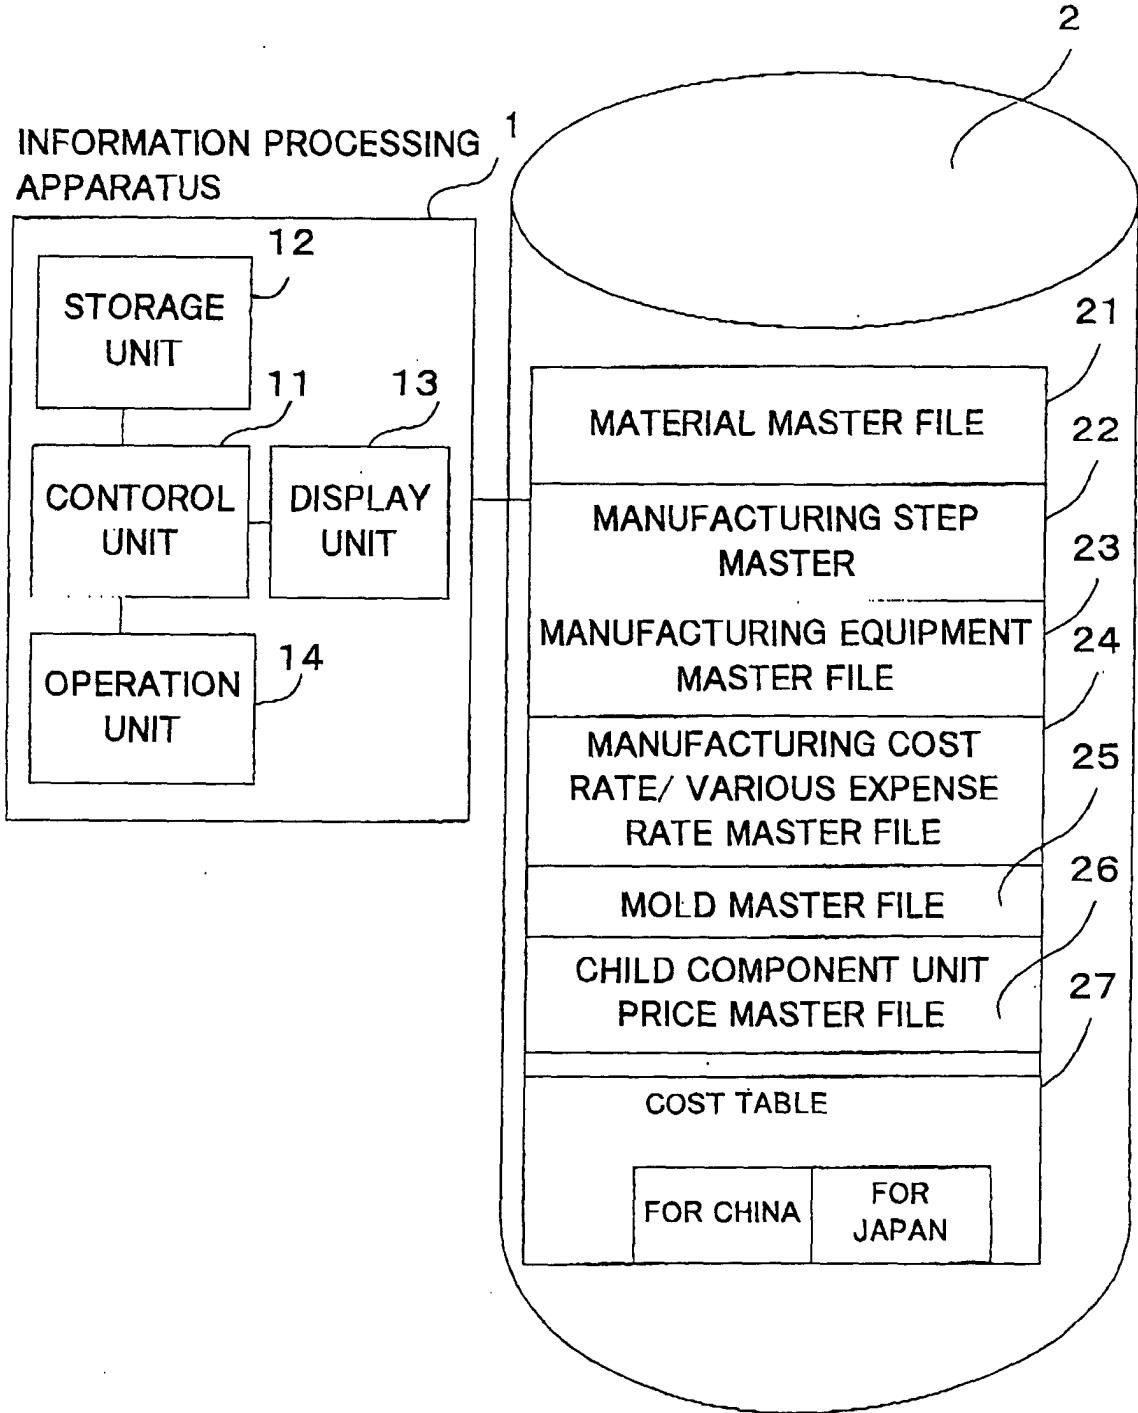 2
INFORMATION PROCESSING
APPARATUS
1
12
STORAGE
UNIT
11
13
CONTOROL
UNIT
DISPLAY
UNIT
14
OPERATION
UNIT
21
MATERIAL MASTER FILE
22
MANUFACTURING STEP
MASTER
23
MANUFACTURING EQUIPMENT
MASTER FILE
24
MANUFACTURING COST
RATE/ VARIOUS EXPENSE
RATE MASTER FILE
25
MOLD MASTER FILE
26
CHILD COMPONENT UNIT
PRICE MASTER FILE
27
COST TABLE
FOR CHINA
FOR
JAPAN